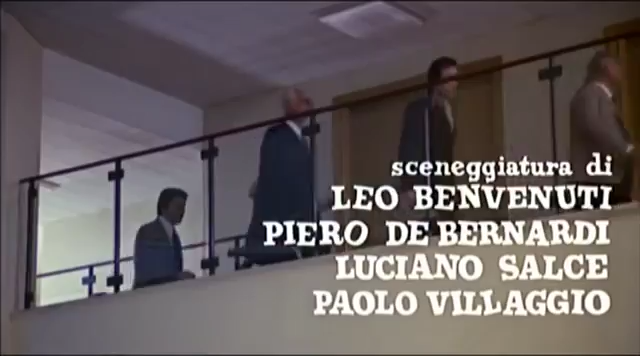 sceneggiatura di
LEO BENVENUTI
PIERO DE BERNARDI
LUCIANO SALCE
PAOLO VILLAGGIO